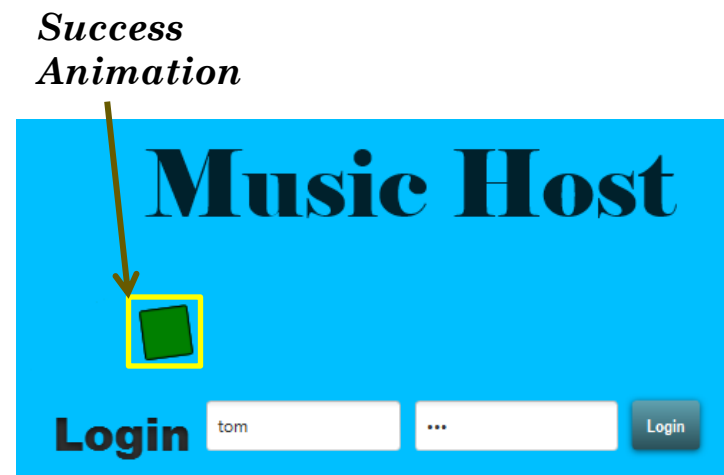 Success
Animation
Music Host
Login tom ••• Login